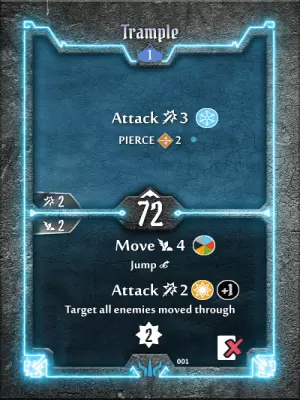 Trample
1
Attack 3
PIERCE 2
72
2
2
Move 4
Jump
Attack 2 +1
Target all enemies moved through
2
001